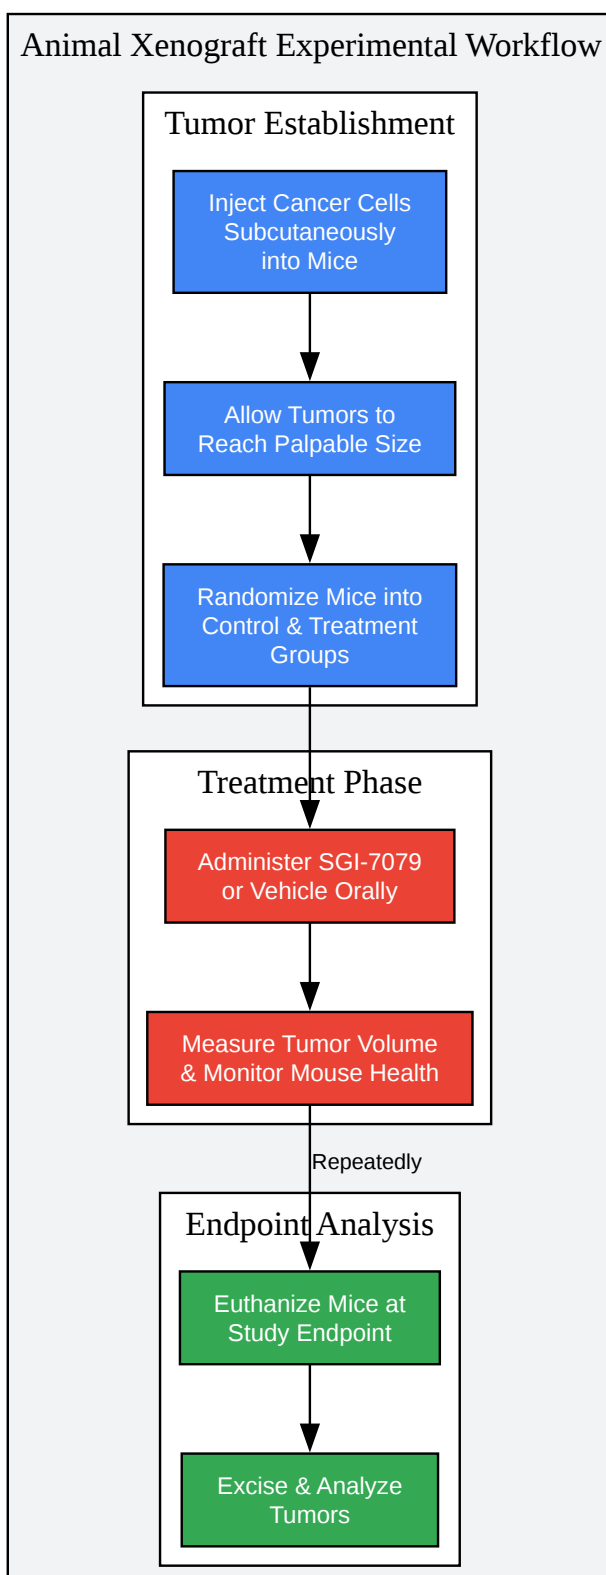 Animal Xenograft Experimental Workflow
Tumor Establishment
Inject Cancer Cells
Subcutaneously
into Mice
Allow Tumors to
Reach Palpable Size
Randomize Mice into
Control & Treatment
Groups
Treatment Phase
Administer SGI-7079
or Vehicle Orally
Measure Tumor Volume
& Monitor Mouse Health
Repeatedly
Endpoint Analysis
Euthanize Mice at
Study Endpoint
Excise & Analyze
Tumors